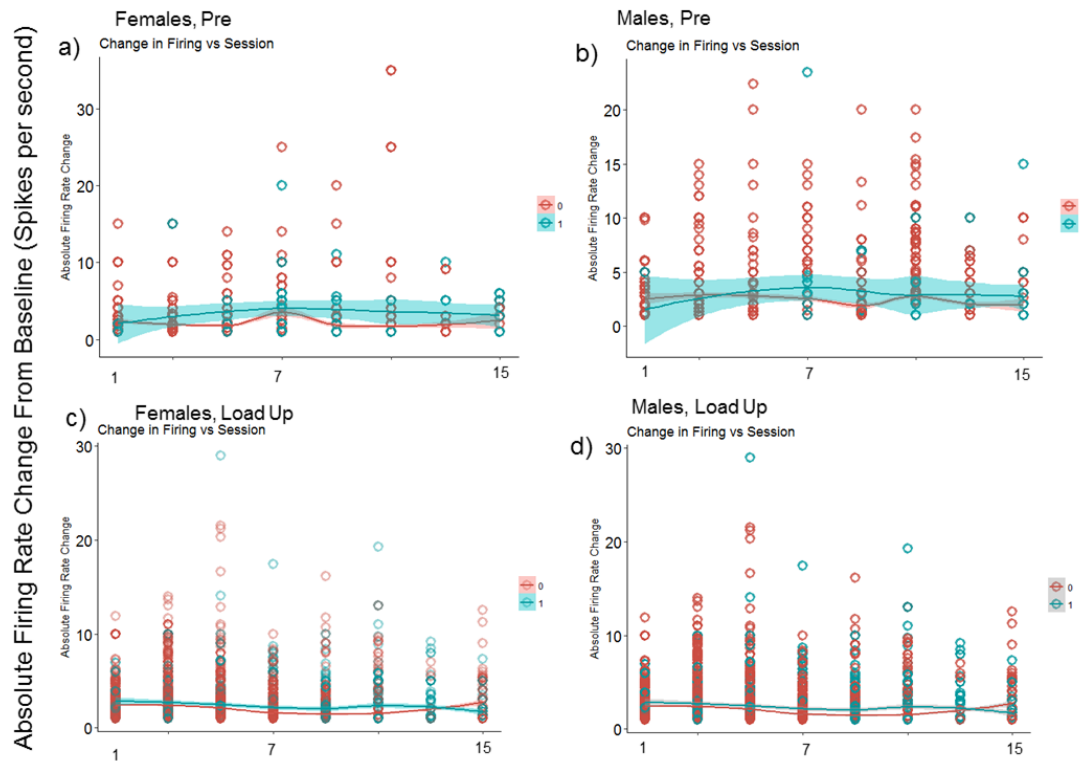 Absolute Firing Rate Change From Baseline (Spikes per second)
Females, Pre
a)
Change in Firing vs Session
Absolute Firing Rate Change
30
20
10
0
1
7
15
0
1
Males, Pre
b)
Change in Firing vs Session
Absolute Firing Rate Change
20
15
10
5
0
1
7
15
c)
Females, Load Up
Change in Firing vs Session
Absolute Firing Rate Change
30
20
10
0
1
7
15
0
1
Males, Load Up
d)
Change in Firing vs Session
Absolute Firing Rate Change
30
20
10
0
1
7
15
0
1